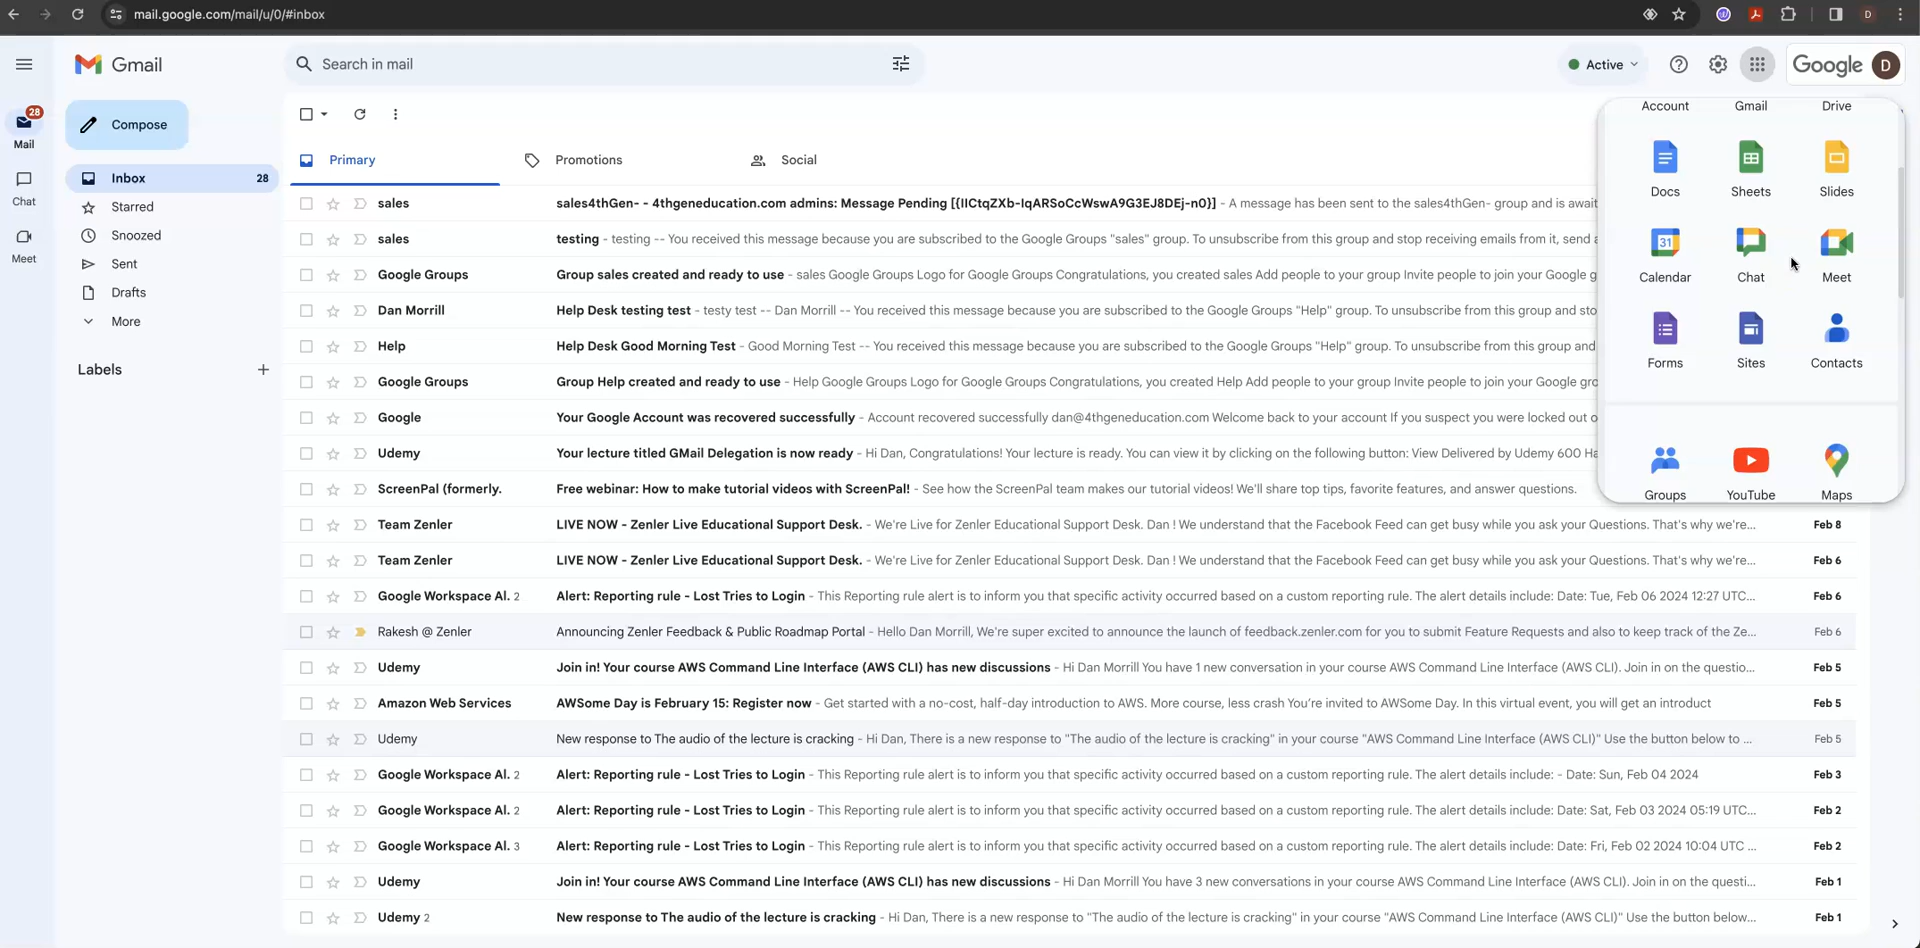 mail.google.com/mail/u/0/#inbox
D
Gmail
Search in mail
Active
Google D
28
Mail
Chat
Meet
Compose
Inbox 28
Starred
Snoozed
Sent
Drafts
More
Labels
Primary
Promotions
Social
sales sales4thGen- - 4thgeneducation.com admins: Message Pending [{IICtqZXb-IqARSoCcWswA9G3EJ8DEj-n0}] - A message has been sent to the sales4thGen- group and is await
sales testing - testing -- You received this message because you are subscribed to the Google Groups "sales" group. To unsubscribe from this group and stop receiving emails from it, send a
Google Groups Group sales created and ready to use - sales Google Groups Logo for Google Groups Congratulations, you created sales Add people to your group Invite people to join your Google g
Dan Morrill Help Desk testing test - testy test -- Dan Morrill -- You received this message because you are subscribed to the Google Groups "Help" group. To unsubscribe from this group and sto
Help Help Desk Good Morning Test - Good Morning Test -- You received this message because you are subscribed to the Google Groups "Help" group. To unsubscribe from this group and
Google Groups Group Help created and ready to use - Help Google Groups Logo for Google Groups Congratulations, you created Help Add people to your group Invite people to join your Google gro
Google Your Google Account was recovered successfully - Account recovered successfully dan@4thgeneducation.com Welcome back to your account If you suspect you were locked out o
Udemy Your lecture titled GMail Delegation is now ready - Hi Dan, Congratulations! Your lecture is ready. You can view it by clicking on the following button: View Delivered by Udemy 600 Ha
ScreenPal (formerly. Free webinar: How to make tutorial videos with ScreenPal! - See how the ScreenPal team makes our tutorial videos! We'll share top tips, favorite features, and answer questions.
Team Zenler LIVE NOW - Zenler Live Educational Support Desk. - We're Live for Zenler Educational Support Desk. Dan ! We understand that the Facebook Feed can get busy while you ask your Questions. That's why we're... Feb 8
Team Zenler LIVE NOW - Zenler Live Educational Support Desk. - We're Live for Zenler Educational Support Desk. Dan ! We understand that the Facebook Feed can get busy while you ask your Questions. That's why we're... Feb 6
Google Workspace Al. 2 Alert: Reporting rule - Lost Tries to Login - This Reporting rule alert is to inform you that specific activity occurred based on a custom reporting rule. The alert details include: Date: Tue, Feb 06 2024 12:27 UTC... Feb 6
Rakesh @ Zenler Announcing Zenler Feedback & Public Roadmap Portal - Hello Dan Morrill, We're super excited to announce the launch of feedback.zenler.com for you to submit Feature Requests and also to keep track of the Ze... Feb 6
Udemy Join in! Your course AWS Command Line Interface (AWS CLI) has new discussions - Hi Dan Morrill You have 1 new conversation in your course AWS Command Line Interface (AWS CLI). Join in on the questio... Feb 5
Amazon Web Services AWSome Day is February 15: Register now - Get started with a no-cost, half-day introduction to AWS. More course, less crash You're invited to AWSome Day. In this virtual event, you will get an introduct Feb 5
Udemy New response to The audio of the lecture is cracking - Hi Dan, There is a new response to "The audio of the lecture is cracking" in your course "AWS Command Line Interface (AWS CLI)" Use the button below to ... Feb 5
Google Workspace Al. 2 Alert: Reporting rule - Lost Tries to Login - This Reporting rule alert is to inform you that specific activity occurred based on a custom reporting rule. The alert details include: - Date: Sun, Feb 04 2024 Feb 3
Google Workspace Al. 2 Alert: Reporting rule - Lost Tries to Login - This Reporting rule alert is to inform you that specific activity occurred based on a custom reporting rule. The alert details include: Date: Sat, Feb 03 2024 05:19 UTC... Feb 2
Google Workspace Al. 3 Alert: Reporting rule - Lost Tries to Login - This Reporting rule alert is to inform you that specific activity occurred based on a custom reporting rule. The alert details include: Date: Fri, Feb 02 2024 10:04 UTC ... Feb 2
Udemy Join in! Your course AWS Command Line Interface (AWS CLI) has new discussions - Hi Dan Morrill You have 3 new conversations in your course AWS Command Line Interface (AWS CLI). Join in on the questi... Feb 1
Udemy 2 New response to The audio of the lecture is cracking - Hi Dan, There is a new response to "The audio of the lecture is cracking" in your course "AWS Command Line Interface (AWS CLI)" Use the button below... Feb 1
Account Gmail Drive
Docs Sheets Slides
31
Calendar Chat Meet
Forms Sites Contacts
Groups YouTube Maps